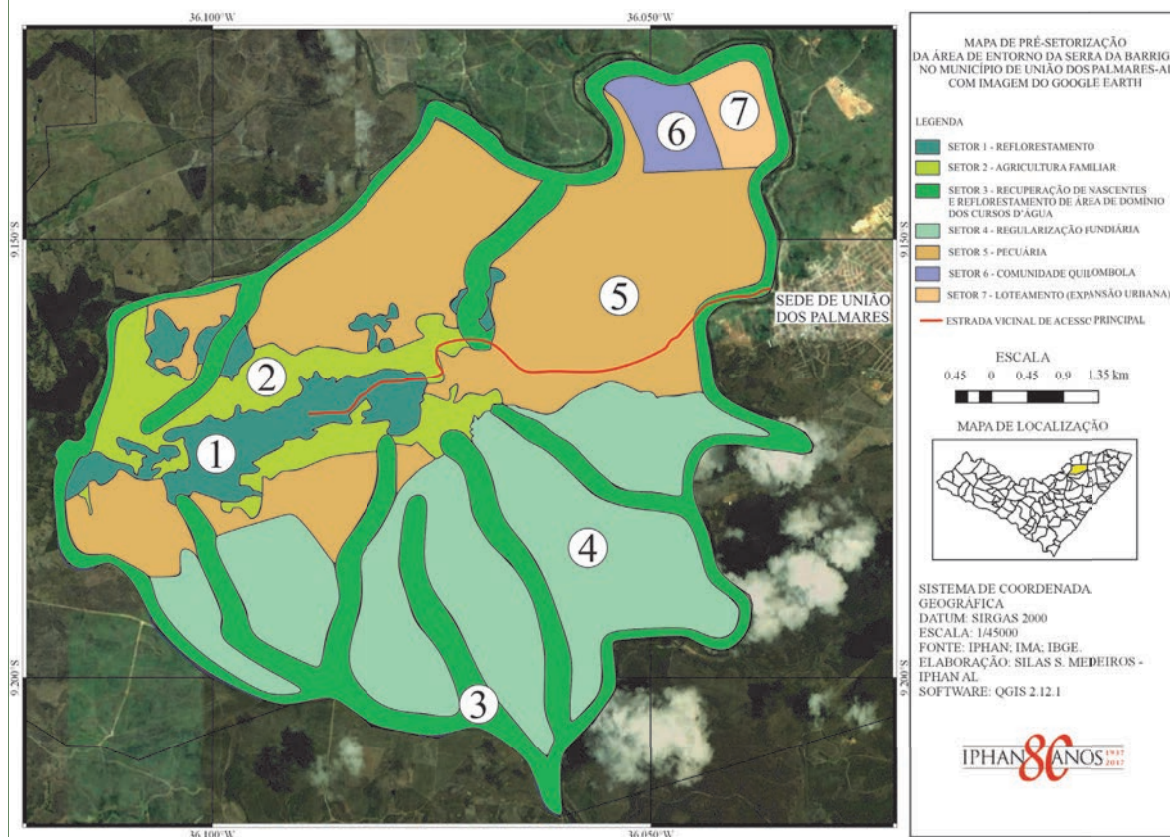 36.100°W
36.050°W
9.150°S
9.150°S
9.200°S
9.200°S
36.100°W
36.050°W
1
2
3
4
5
6
7
SEDE DE UNIÃO
DOS PALMARES
MAPA DE PRÉ-SETORIZAÇÃO
DA ÁREA DE ENTORNO DA SERRA DA BARRIG
NO MUNICÍPIO DE UNIÃO DOS PALMARES-A
COM IMAGEM DO GOOGLE EARTH
LEGENDA
SETOR 1 - REFLORESTAMENTO
SETOR 2 - AGRICULTURA FAMILIAR
SETOR 3 - RECUPERAÇÃO DE NASCENTES
E REFLORESTAMENTO DE ÁREA DE DOMÍNIO
DOS CURSOS D'ÁGUA
SETOR 4 - REGULARIZAÇÃO FUNDIÁRIA
SETOR 5 - PECUÁRIA
SETOR 6 - COMUNIDADE QUILOMBOLA
SETOR 7 - LOTEAMENTO (EXPANSÃO URBANA)
ESTRADA VICINAL DE ACESSO PRINCIPAL
ESCALA
0.45 0 0.45 0.9 1.35 km
MAPA DE LOCALIZAÇÃO
SISTEMA DE COORDENADA
GEOGRÁFICA
DATUM: SIRGAS 2000
ESCALA: 1/45000
FONTE: IPHAN; IMA; IBGE.
ELABORAÇÃO: SILAS S. MEDEIROS -
IPHAN AL
SOFTWARE: QGIS 2.12.1
IPHAN 80 ANOS 1937
2017